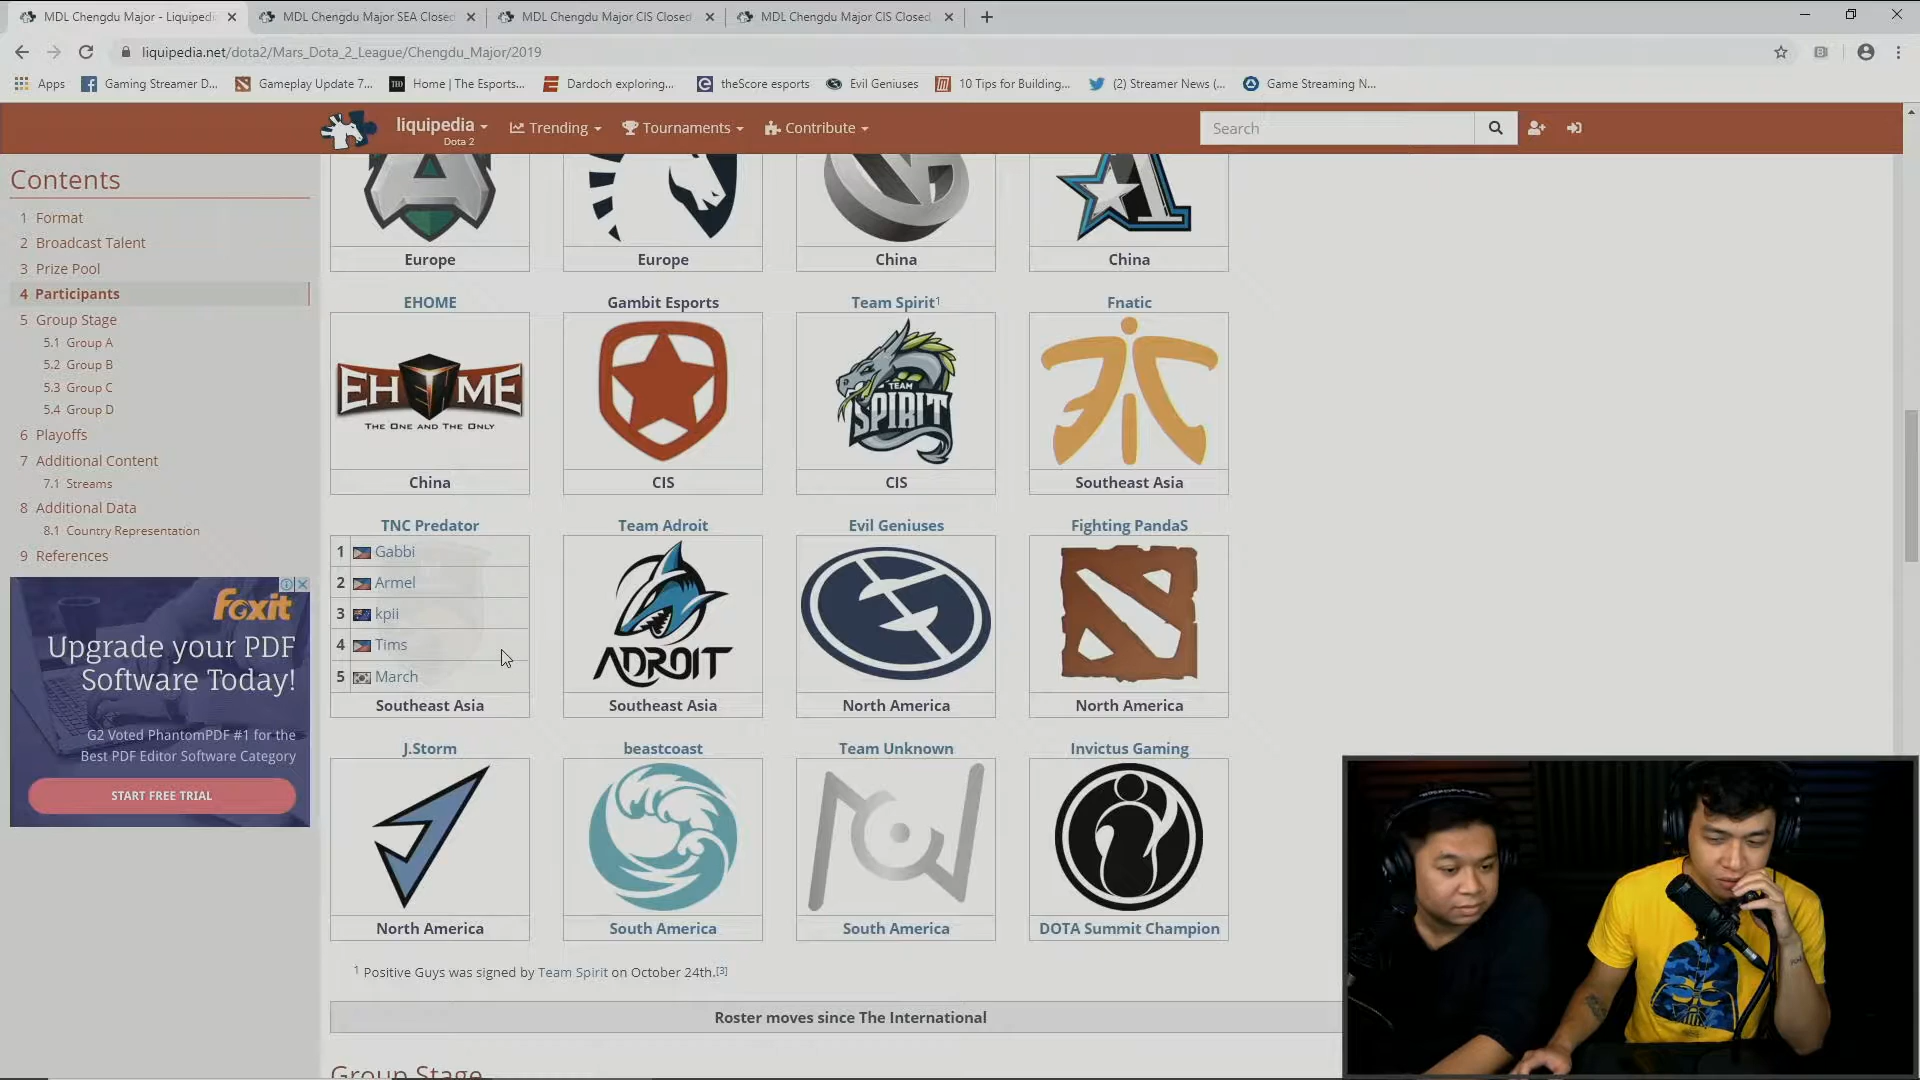 MDL Chengdu Major - Liquipedi
MDL Chengdu Major SEA Closed
MDL Chengdu Major CIS Closed
MDL Chengdu Major CIS Closed
liquipedia.net/dota2/Mars_Dota_2_League/Chengdu_Major/2019
Apps
Gaming Streamer D...
Gameplay Update 7...
Home | The Esports...
Dardoch exploring...
theScore esports
Evil Geniuses
10 Tips for Building...
(2) Streamer News (...
Game Streaming N...
liquipedia
Dota 2
Trending
Tournaments
Contribute
Search
Contents
1 Format
2 Broadcast Talent
3 Prize Pool
4 Participants
5 Group Stage
5.1 Group A
5.2 Group B
5.3 Group C
5.4 Group D
6 Playoffs
7 Additional Content
7.1 Streams
8 Additional Data
8.1 Country Representation
9 References
Foxit
Upgrade your PDF
Software Today!
G2 Voted PhantomPDF #1 for the
Best PDF Editor Software Category
START FREE TRIAL
Europe
Europe
China
China
EHOME
Gambit Esports
Team Spirit1
Fnatic
EHOME
THE ONE AND THE ONLY
TEAM
SPIRIT
China
CIS
CIS
Southeast Asia
TNC Predator
Team Adroit
Evil Geniuses
Fighting PandaS
1 Gabbi
2 Armel
3 kpii
4 Tims
5 March
ADROIT
Southeast Asia
Southeast Asia
North America
North America
J.Storm
beastcoast
Team Unknown
Invictus Gaming
North America
South America
South America
DOTA Summit Champion
1 Positive Guys was signed by Team Spirit on October 24th.[3]
Roster moves since The International
Group Stage